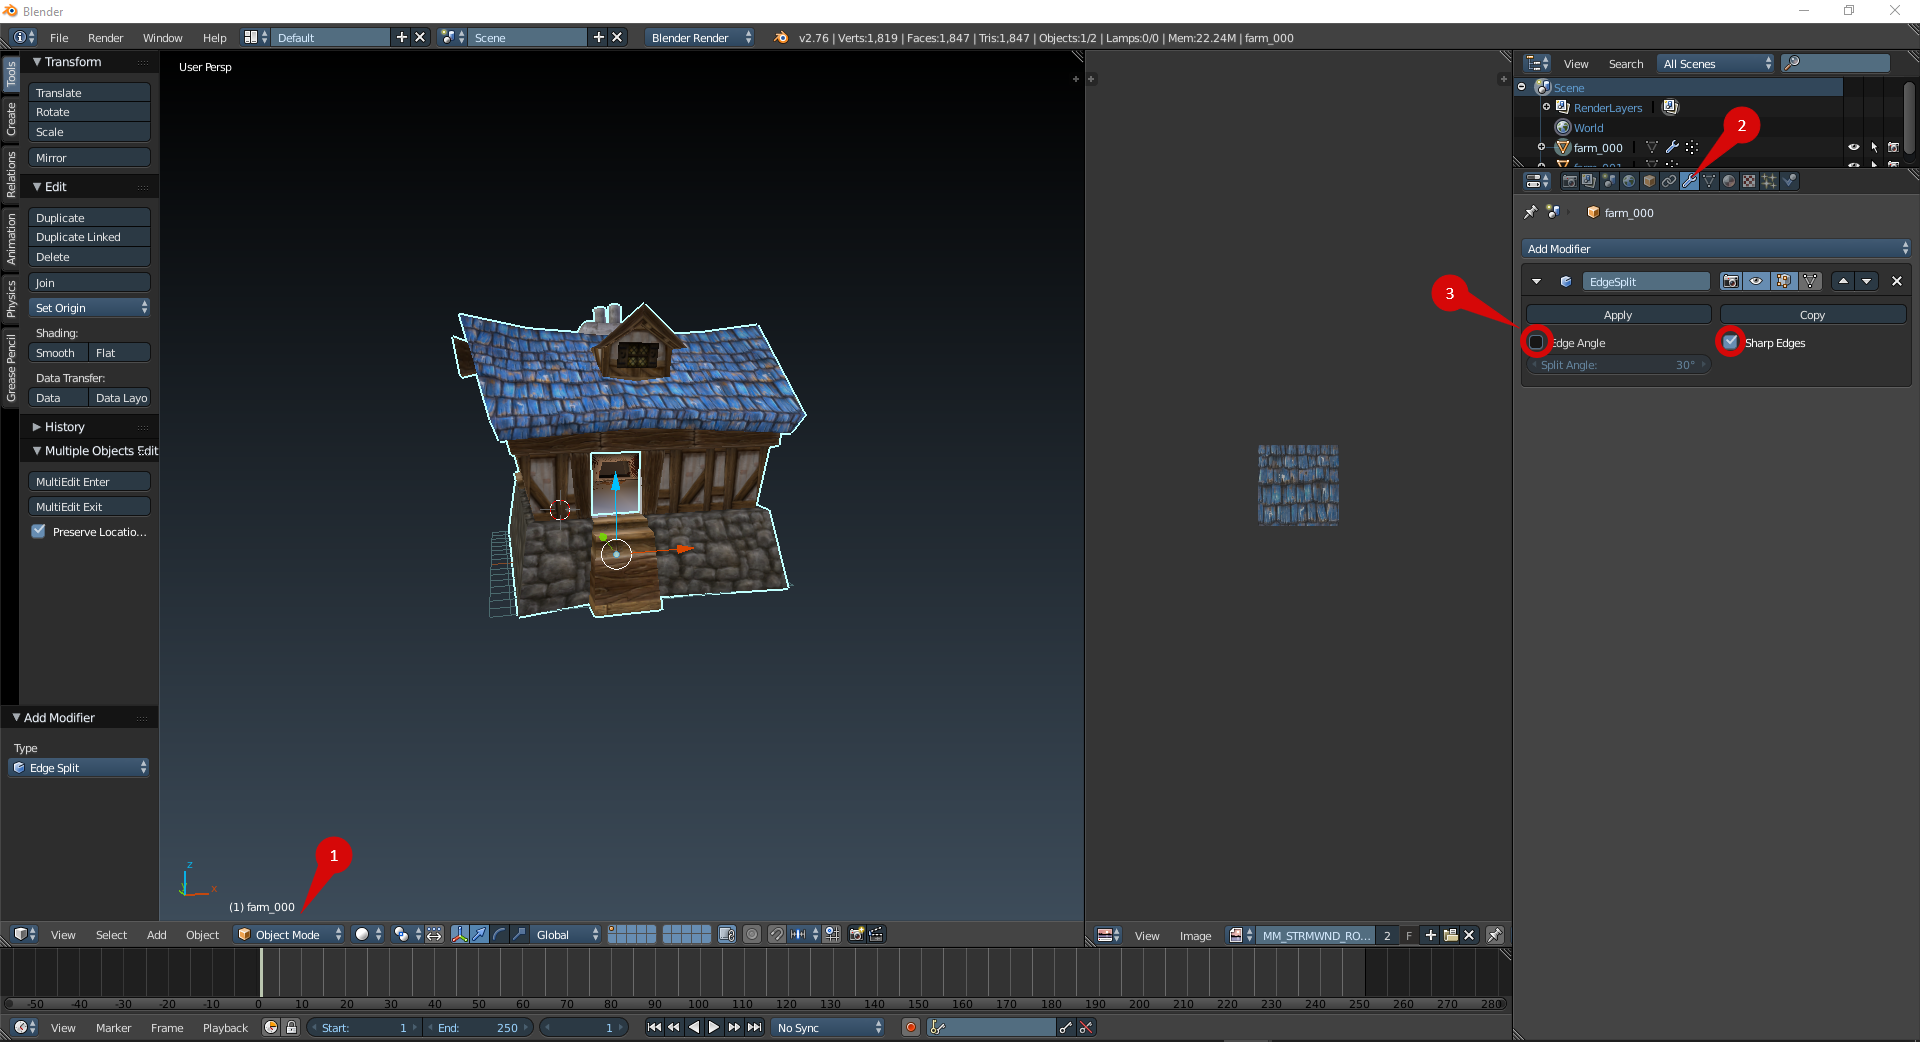 Blender
File Render Window Help Default Scene Blender Render v2.76 | Verts:1,819 | Faces:1,847 | Tris:1,847 | Objects:1/2 | Lamps:0/0 | Mem:22.24M | farm_000
Tools
Create
Relations
Animation
Physics
Grease Pencil
Transform
Translate
Rotate
Scale
Mirror
Edit
Duplicate
Duplicate Linked
Delete
Join
Set Origin
Shading:
Smooth Flat
Data Transfer:
Data Data Layo
History
Multiple Objects Edit
MultiEdit Enter
MultiEdit Exit
Preserve Locatio...
Add Modifier
Type
Edge Split
User Persp
z
x
1
(1) farm_000
View Select Add Object Object Mode Global
View Image MM_STRMWND_RO... 2 F
View Search All Scenes
Scene
RenderLayers
World
2
farm_000
farm_000
Add Modifier
EdgeSplit
3
Apply Copy
Edge Angle Sharp Edges
Split Angle: 30°
-50 -40 -30 -20 -10 0 10 20 30 40 50 60 70 80 90 100 110 120 130 140 150 160 170 180 190 200 210 220 230 240 250 260 270 280
View Marker Frame Playback Start: 1 End: 250 1 No Sync